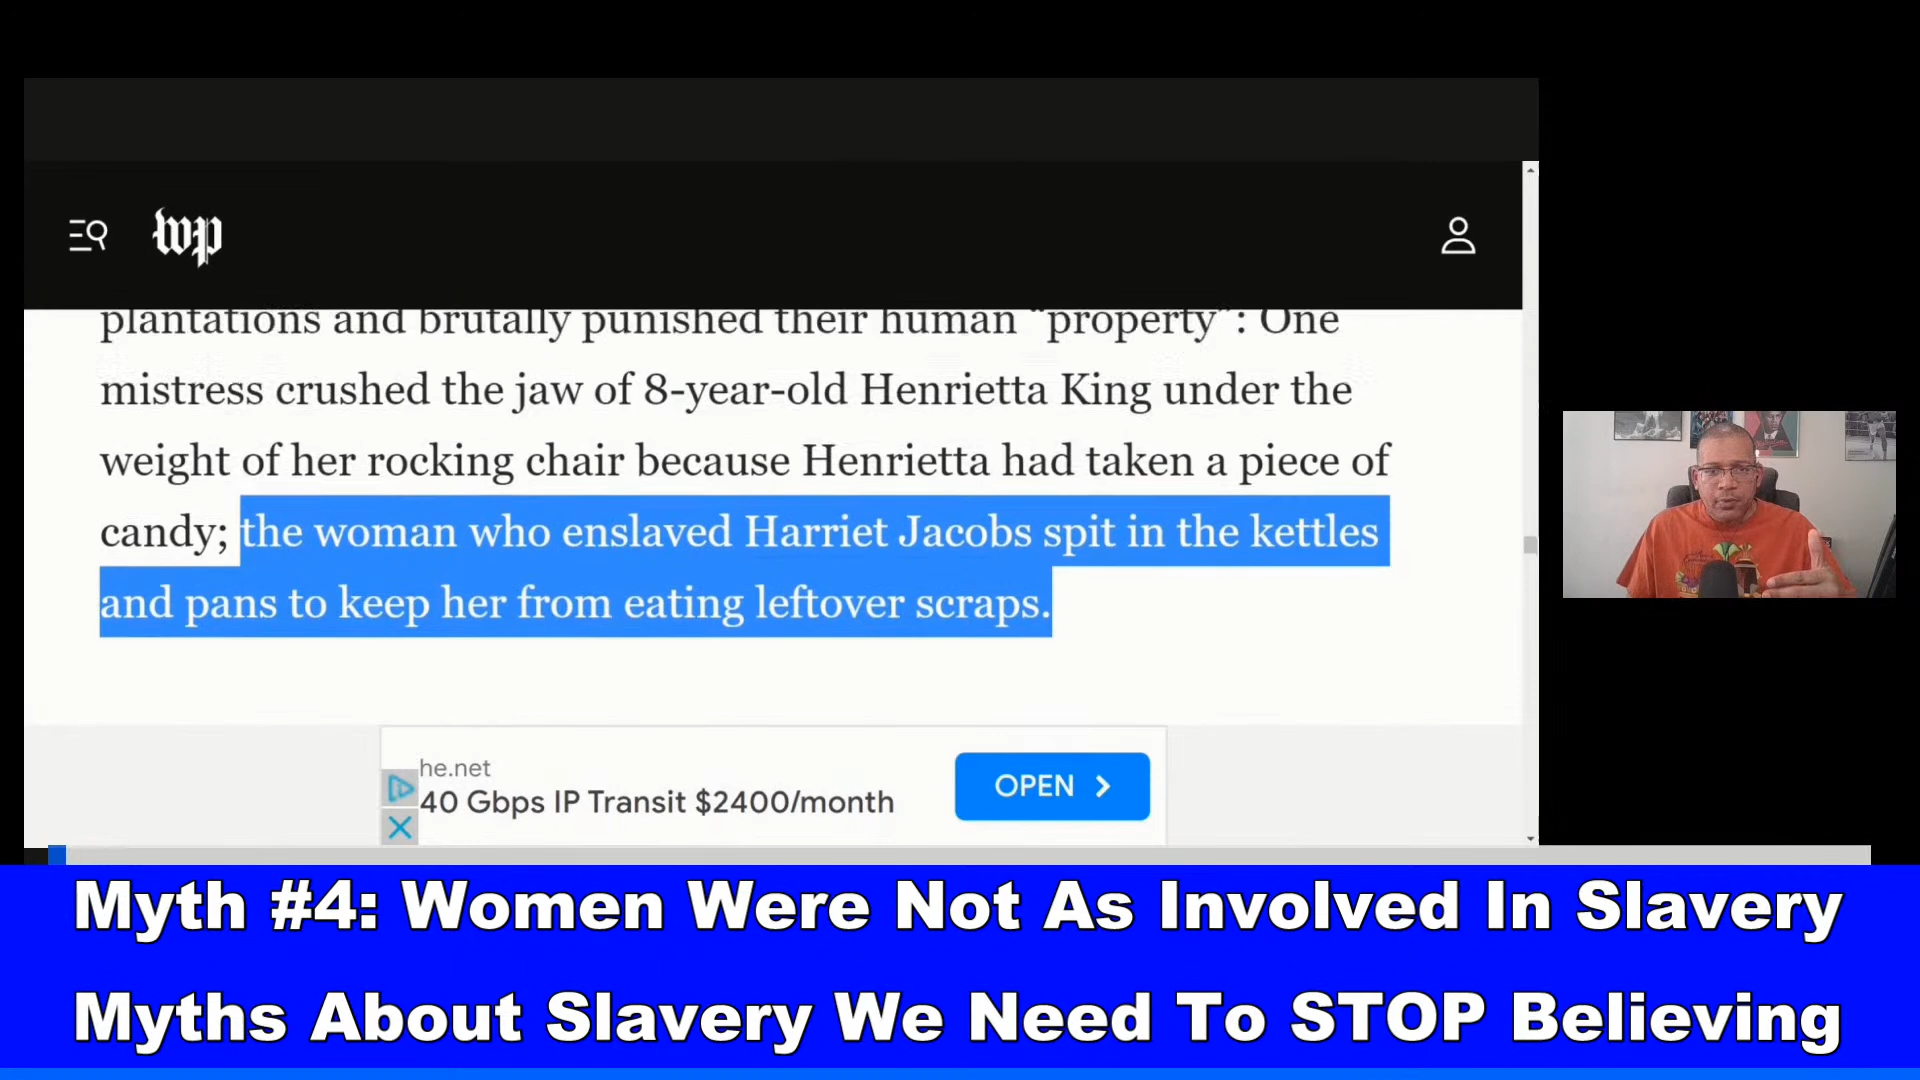 wp
plantations and brutally punished their human “property”: One
mistress crushed the jaw of 8-year-old Henrietta King under the
weight of her rocking chair because Henrietta had taken a piece of
candy; the woman who enslaved Harriet Jacobs spit in the kettles
and pans to keep her from eating leftover scraps.
he.net
40 Gbps IP Transit $2400/month
OPEN
Myth #4: Women Were Not As Involved In Slavery
Myths About Slavery We Need To STOP Believing